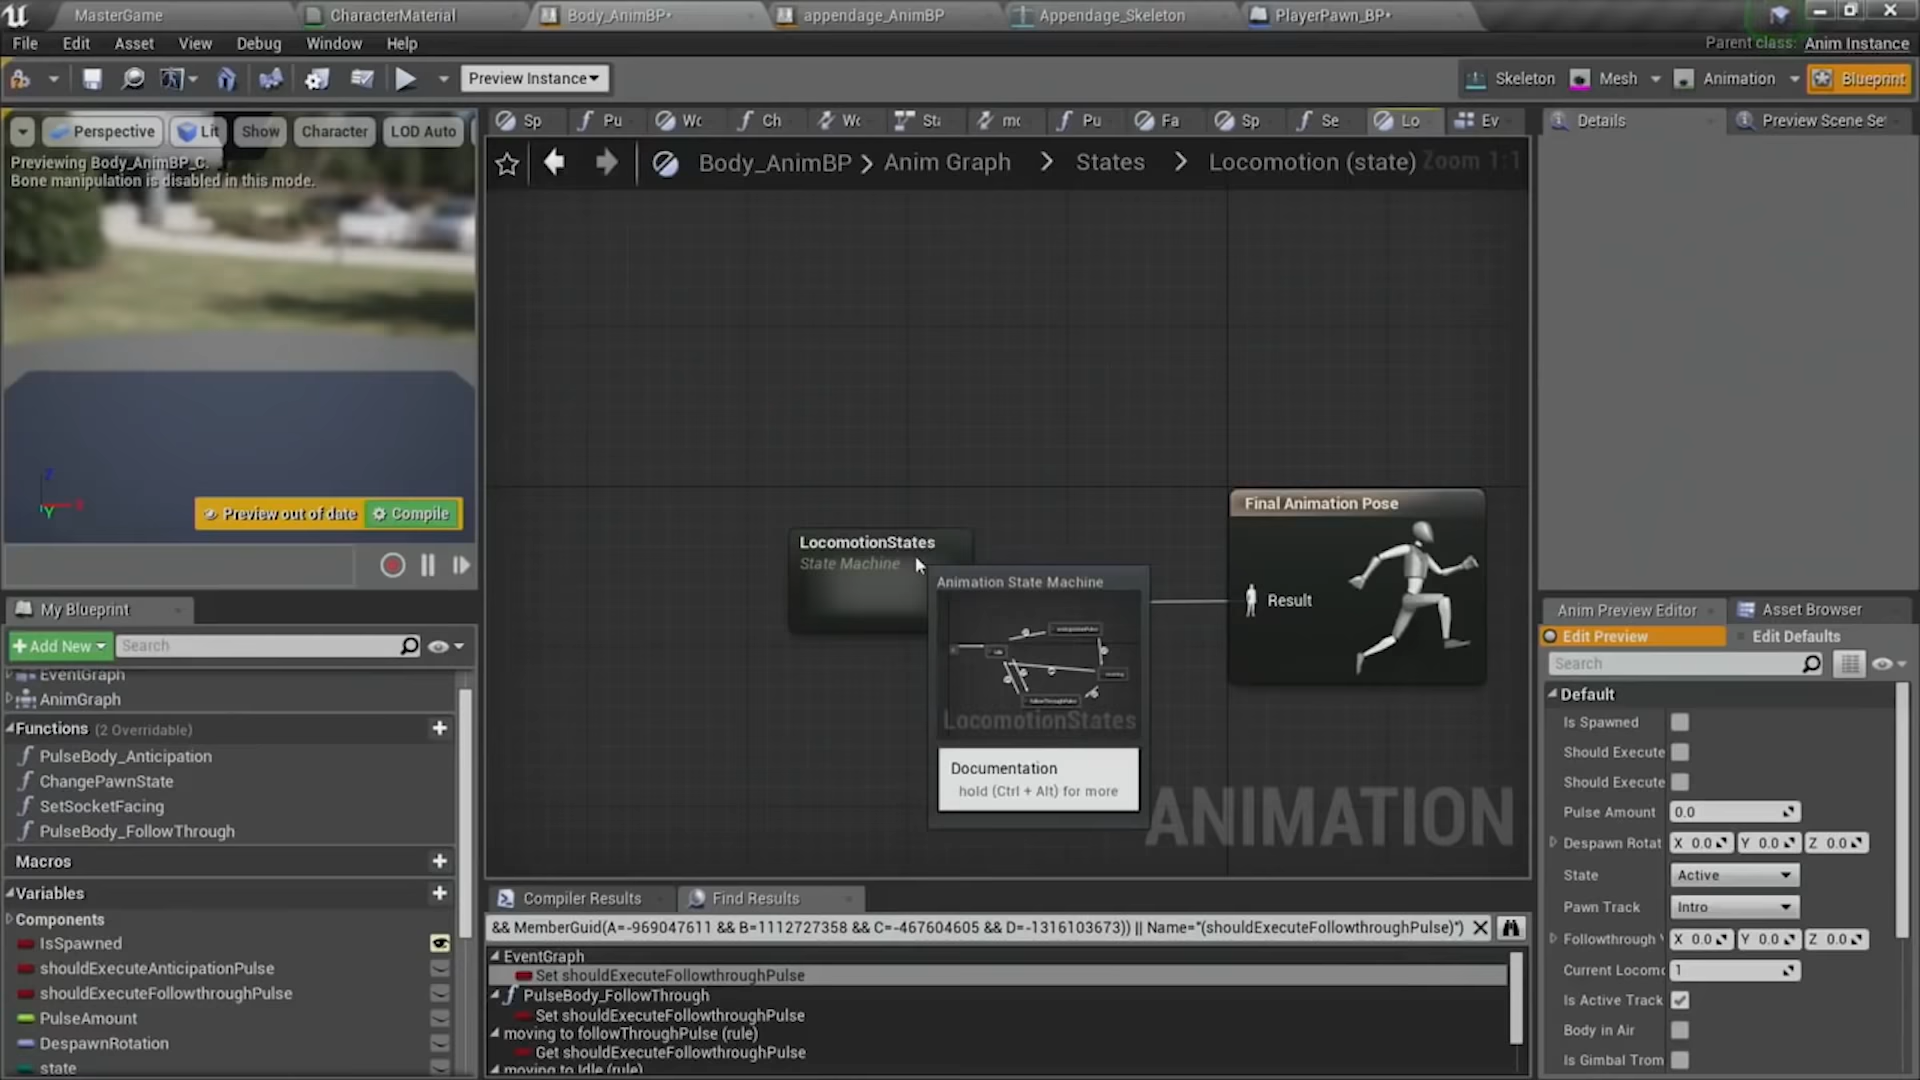 MasterGame
CharacterMaterial
Body_AnimBP*
appendage_AnimBP
Appendage_Skeleton
PlayerPawn_BP*
File Edit Asset View Debug Window Help
Parent class: Anim Instance
Preview Instance
Skeleton
Mesh
Animation
Blueprint
Perspective
Lit
Show
Character
LOD Auto
Previewing Body_AnimBP_C.
Bone manipulation is disabled in this mode.
Z
Y
Preview out of date
Compile
Sp
Pu
Wc
Ch
Wc
Sta
mc
Pu
Fa
Sp
Se
Lo
Ev
Body_AnimBP > Anim Graph > States > Locomotion (state)
Zoom 1:1
LocomotionStates
State Machine
Animation State Machine
LocomotionStates
Documentation
hold (Ctrl + Alt) for more
Final Animation Pose
Result
ANIMATION
My Blueprint
+Add New
Search
EventGraph
AnimGraph
Functions (2 Overridable)
PulseBody_Anticipation
ChangePawnState
SetSocketFacing
PulseBody_FollowThrough
Macros
Variables
Components
IsSpawned
shouldExecuteAnticipationPulse
shouldExecuteFollowthroughPulse
PulseAmount
DespawnRotation
state
Compiler Results
Find Results
&& MemberGuid(A=-969047611 && B=1112727358 && C=-467604605 && D=-1316103673)) || Name="(shouldExecuteFollowthroughPulse)")
EventGraph
Set shouldExecuteFollowthroughPulse
PulseBody_FollowThrough
Set shouldExecuteFollowthroughPulse
moving to followThroughPulse (rule)
Get shouldExecuteFollowthroughPulse
moving to Idle (rule)
Details
Preview Scene Se
Anim Preview Editor
Asset Browser
Edit Preview
Edit Defaults
Search
Default
Is Spawned
Should Execute
Should Execute
Pulse Amount 0.0
Despawn Rotat X 0.0 Y 0.0 Z 0.0
State Active
Pawn Track Intro
Followthrough X 0.0 Y 0.0 Z 0.0
Current Locomo 1
Is Active Track
Body in Air
Is Gimbal Trom